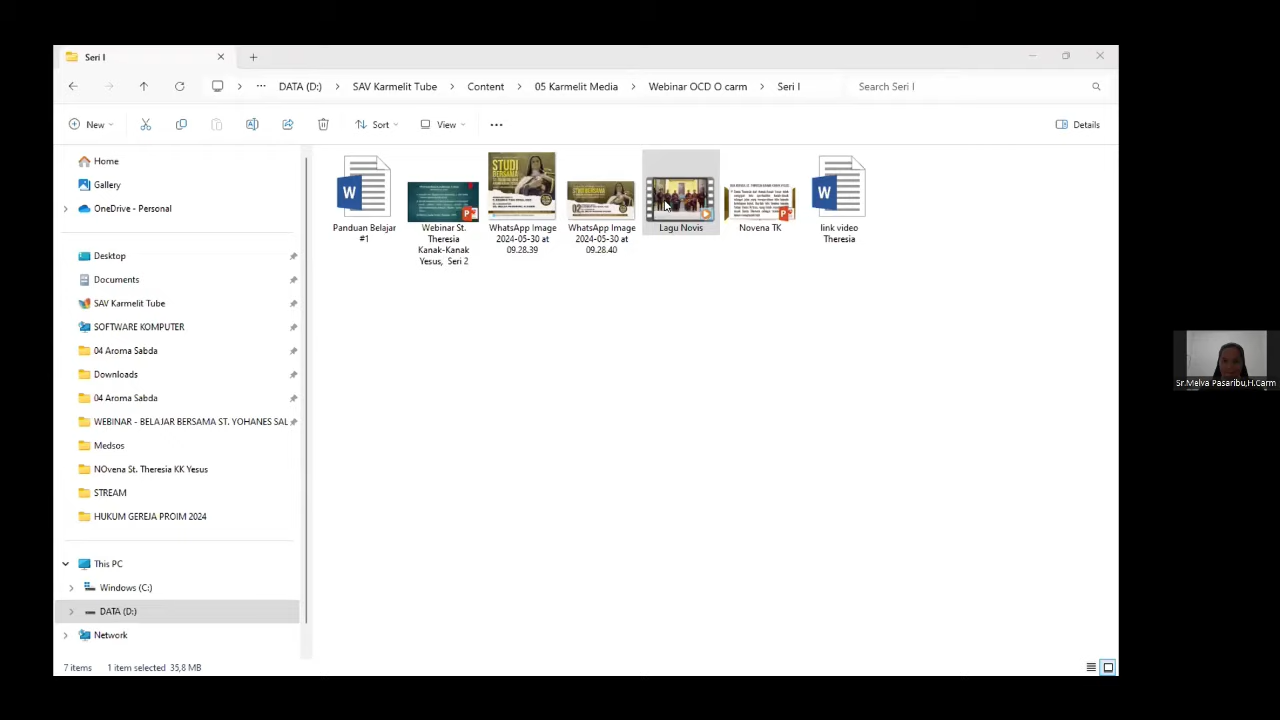 Seri I
DATA (D:) SAV Karmelit Tube Content 05 Karmelit Media Webinar OCD O carm Seri I Search Seri I
New Sort View Details
Home
Gallery
OneDrive - Personal
Desktop
Documents
SAV Karmelit Tube
SOFTWARE KOMPUTER
04 Aroma Sabda
Downloads
04 Aroma Sabda
WEBINAR - BELAJAR BERSAMA ST. YOHANES SAL
Medsos
NOvena St. Theresia KK Yesus
STREAM
HUKUM GEREJA PROIM 2024
This PC
Windows (C:)
DATA (D:)
Network
Panduan Belajar
#1
Webinar St.
Theresia
Kanak-Kanak
Yesus, Seri 2
STUDI
BERSAMA
WhatsApp Image
2024-05-30 at
09.28.39
02
WhatsApp Image
2024-05-30 at
09.28.40
Lagu Novis
Novena TK
link video
Theresia
7 items 1 item selected 35,8 MB
Sr.Melva Pasaribu,H.Carm